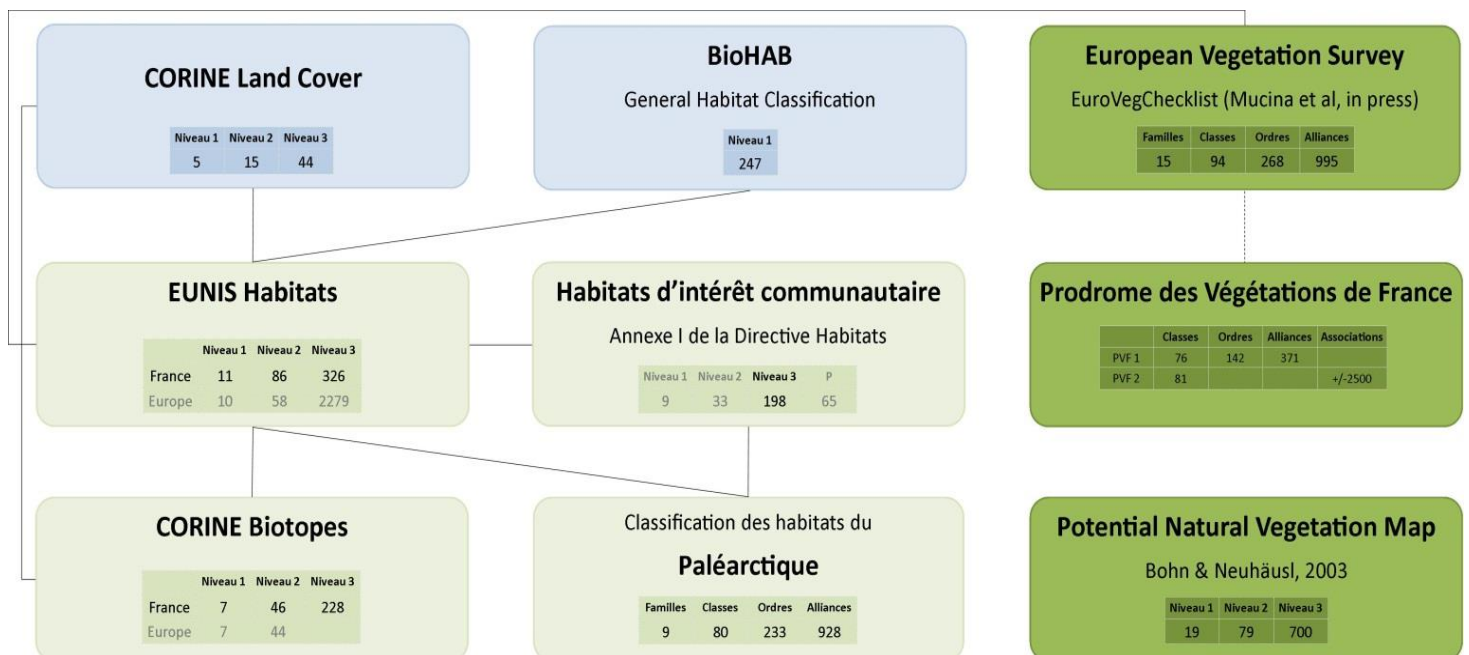 CORINE Land Cover
Niveau 1 Niveau 2 Niveau 3
5 15 44
BioHAB
General Habitat Classification
Niveau 1
247
European Vegetation Survey
EuroVegChecklist (Mucina et al, in press)
Familles Classes Ordres Alliances
15 94 268 995
EUNIS Habitats
Niveau 1 Niveau 2 Niveau 3
France 11 86 326
Europe 10 58 2279
Habitats d'intérêt communautaire
Annexe I de la Directive Habitats
Niveau 1 Niveau 2 Niveau 3 P
9 33 198 65
Prodrome des Végétations de France
Classes Ordres Alliances Associations
PVF 1 76 142 371
PVF 2 81 +/-2500
CORINE Biotopes
Niveau 1 Niveau 2 Niveau 3
France 7 46 228
Europe 7 44
Classification des habitats du
Paléarctique
Familles Classes Ordres Alliances
9 80 233 928
Potential Natural Vegetation Map
Bohn & Neuhäusl, 2003
Niveau 1 Niveau 2 Niveau 3
19 79 700